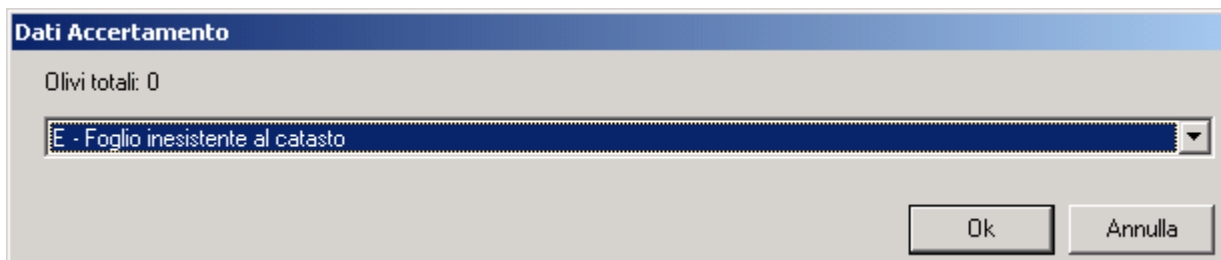 Dati Accertamento
Olivi totali: 0
E - Foglio inesistente al catasto
Ok
Annulla